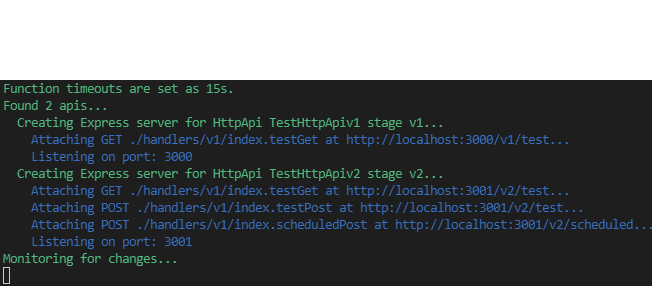 Function timeouts are set as 15s.
Found 2 apis...
Creating Express server for HttpApi TestHttpApiv1 stage v1...
Attaching GET ./handlers/v1/index.testGet at http://localhost:3000/v1/test...
Listening on port: 3000
Creating Express server for HttpApi TestHttpApiv2 stage v2...
Attaching GET ./handlers/v1/index.testGet at http://localhost:3001/v2/test...
Attaching POST ./handlers/v1/index.testPost at http://localhost:3001/v2/test...
Attaching POST ./handlers/v1/index.scheduledPost at http://localhost:3001/v2/scheduled...
Listening on port: 3001
Monitoring for changes...